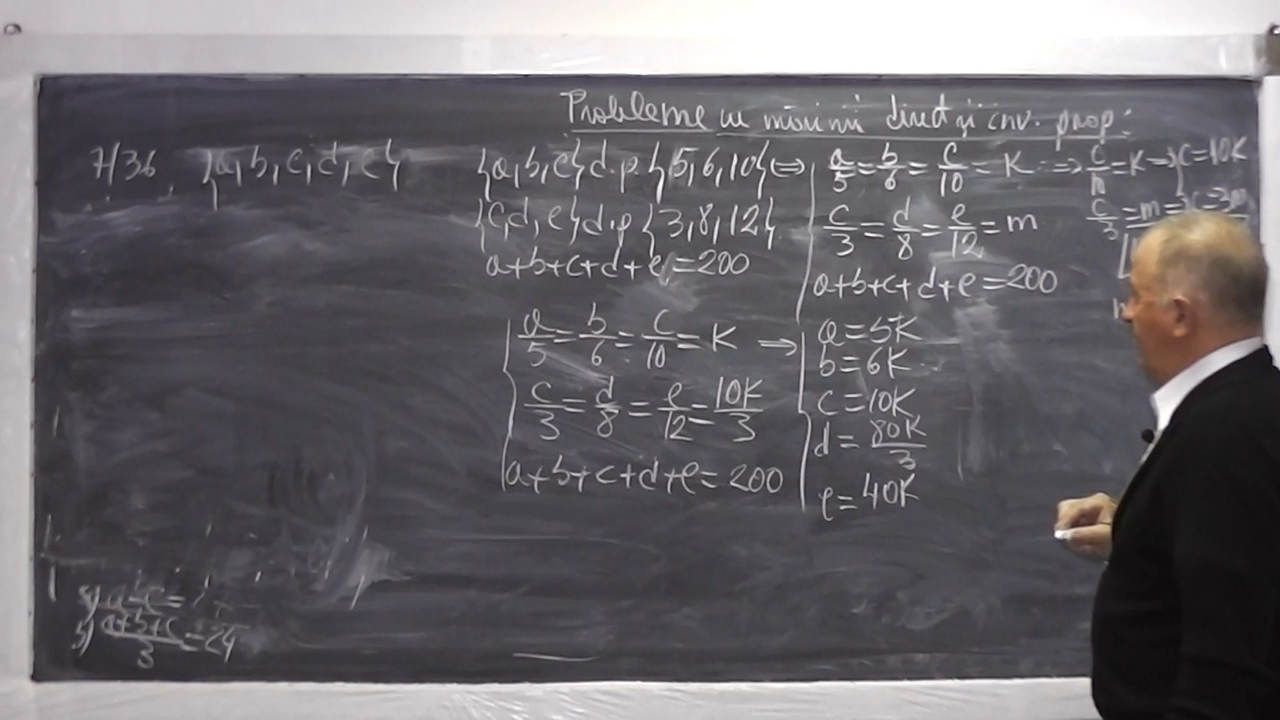 Probleme cu mărimi direct și inv. prop:
7/36 {a, b, c, d, e}
{a, b, c} d.p. {5, 6, 10} ⇔
{c, d, e} d.p {3, 8, 12}
a+b+c+d+e=200
a/5 = b/6 = c/10 = K ⇒ c/10 = K ⇒ c=10K
c/3 = d/8 = e/12 = m
c/3 = m ⇒ c=3m
a+b+c+d+e=200
a/5 = b/6 = c/10 = K ⇒
c/3 = d/8 = e/12 = 10K/3
a+b+c+d+e=200
a=5K
b=6K
c=10K
d= 80K/3
e=40K
a-c=
b) (a+b+c)/3 = 24